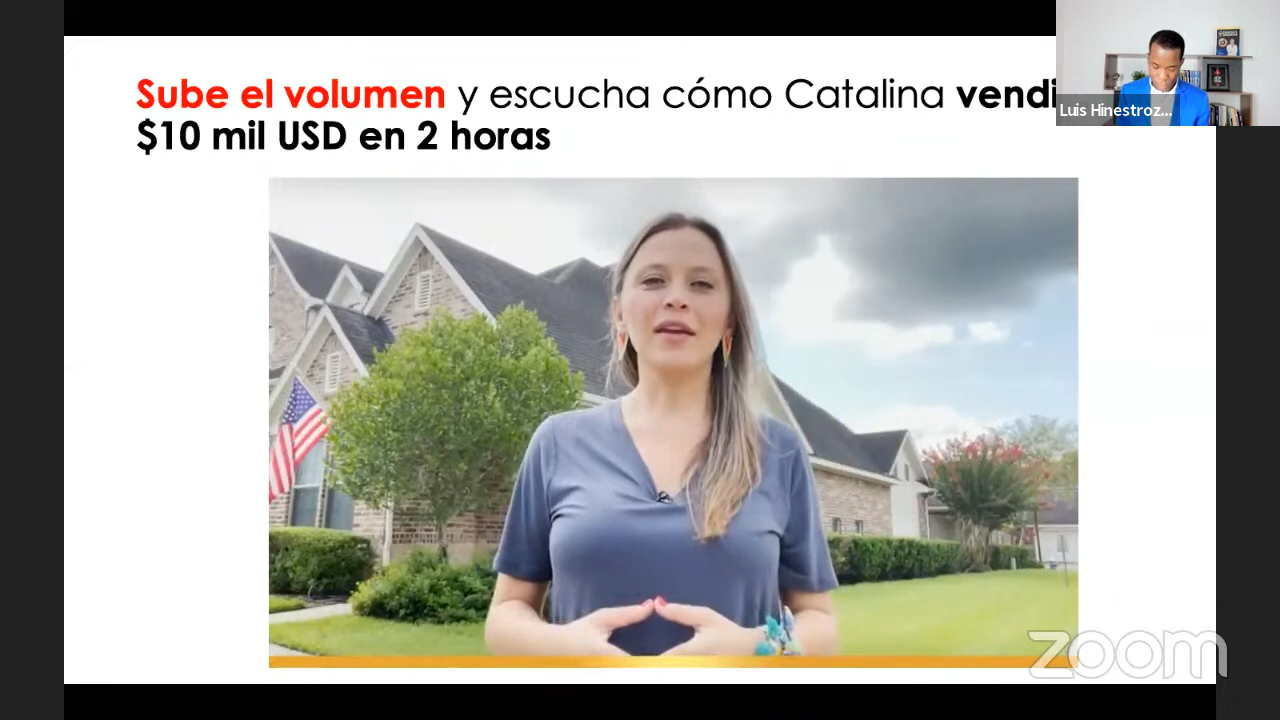 Sube el volumen y escucha cómo Catalina vendi
$10 mil USD en 2 horas
Luis Hinestroz...
zoom